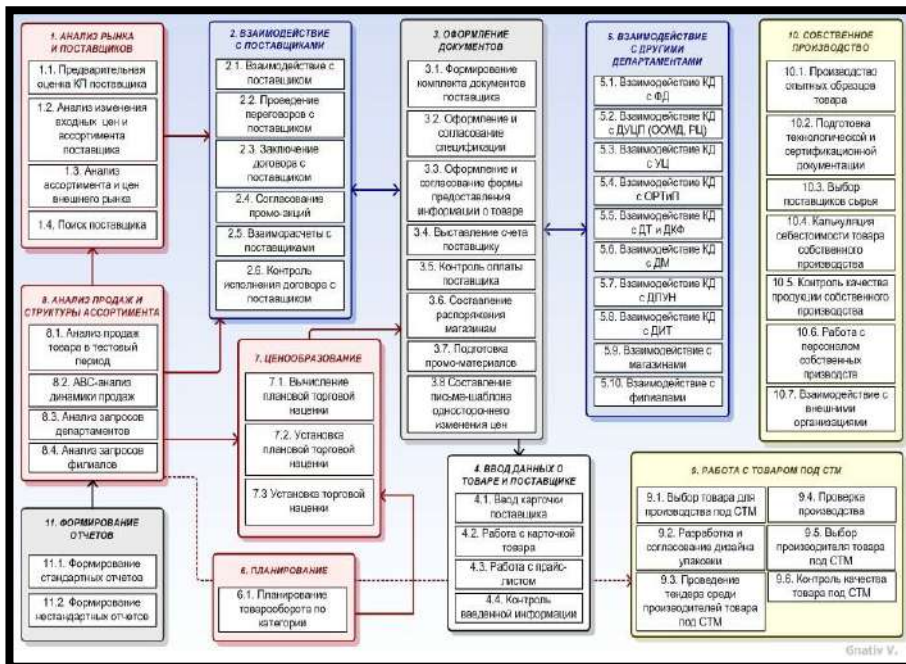 1. АНАЛИЗ РЫНКА
И ПОСТАВЩИКОВ
1.1. Предварительная
оценка КП поставщика
1.2. Анализ изменения
входных цен и
ассортимента
поставщика
1.3. Анализ
ассортимента и цен
внешнего рынка
1.4. Поиск поставщика
8. АНАЛИЗ ПРОДАЖ И
СТРУКТУРЫ АССОРТИМЕНТА
8.1. Анализ продаж
товара в тестовый
период
8.2. АВС-анализ
динамики продаж
8.3. Анализ запросов
департаментов
8.4. Анализ запросов
филиалов
11. ФОРМИРОВАНИЕ
ОТЧЕТОВ
11.1. Формирование
стандартных отчетов
11.2. Формирование
нестандартных отчетов
2. ВЗАИМОДЕЙСТВИЕ
С ПОСТАВЩИКАМИ
2.1. Взаимодействие с
поставщиком
2.2. Проведение
переговоров с
поставщиком
2.3. Заключение
договора с
поставщиком
2.4. Согласование
промо-акций
2.5. Взаиморасчеты с
поставщиками
2.6. Контроль
исполнения договора с
поставщиком
7. ЦЕНООБРАЗОВАНИЕ
7.1. Вычисление
плановой торговой
наценки
7.2. Установка
плановой торговой
наценки
7.3 Установка торговой
наценки
6. ПЛАНИРОВАНИЕ
6.1. Планирование
товарооборота по
категории
3. ОФОРМЛЕНИЕ
ДОКУМЕНТОВ
3.1. Формирование
комплекта документов
поставщика
3.2. Оформление и
согласование
спецификации
3.3. Оформление и
согласование формы
предоставления
информации о товаре
3.4. Выставление счета
поставщику
3.5. Контроль оплаты
поставщика
3.6. Составление
распоряжения
магазинам
3.7. Подготовка
промо-материалов
3.8 Составление
письма-шаблона
одностороннего
изменения цен
4. ВВОД ДАННЫХ О
ТОВАРЕ И ПОСТАВЩИКЕ
4.1. Ввод карточки
поставщика
4.2. Работа с карточкой
товара
4.3. Работа с прайс-
листом
4.4. Контроль
введенной информации
5. ВЗАИМОДЕЙСТВИЕ
С ДРУГИМИ
ДЕПАРТАМЕНТАМИ
5.1. Взаимодействие КД
с ФД
5.2. Взаимодействие КД
с ДУЦП (ООМД, РЦ)
5.3. Взаимодействие КД
с УЦ
5.4. Взаимодействие КД
с ОРТиП
5.5. Взаимодействие КД
с ДТ и ДКФ
5.6. Взаимодействие КД
с ДМ
5.7. Взаимодействие КД
с ДПУН
5.8. Взаимодействие КД
с ДИТ
5.9. Взаимодействие с
магазинами
5.10. Взаимодействие с
филиалами
10. СОБСТВЕННОЕ
ПРОИЗВОДСТВО
10.1. Производство
опытных образцов
товара
10.2. Подготовка
технологической и
сертификационной
документации
10.3. Выбор
поставщиков сырья
10.4. Калькуляция
себестоимости товара
собственного
производства
10.5. Контроль качества
продукции собственного
производства
10.6. Работа с
персоналом
собственных
призводств
10.7. Взаимодействие с
внешними
организациями
9. РАБОТА С ТОВАРОМ ПОД СТМ
9.1. Выбор товара для
производства под СТМ
9.2. Разработка и
согласование дизайна
упаковки
9.3. Проведение
тендера среди
производителей товара
под СТМ
9.4. Проверка
производства
9.5. Выбор
производителя товара
под СТМ
9.6. Контроль качества
товара под СТМ
Gnativ V.